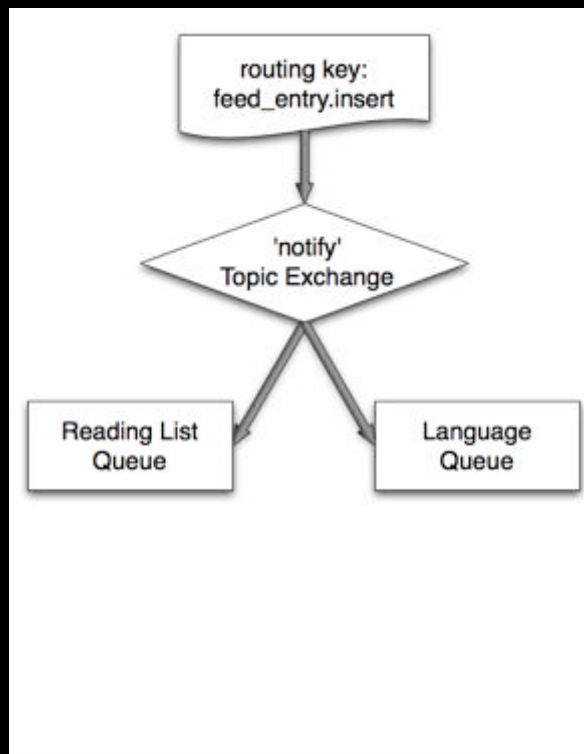 routing key:
feed_entry.insert
'notify'
Topic Exchange
Reading List
Queue
Language
Queue